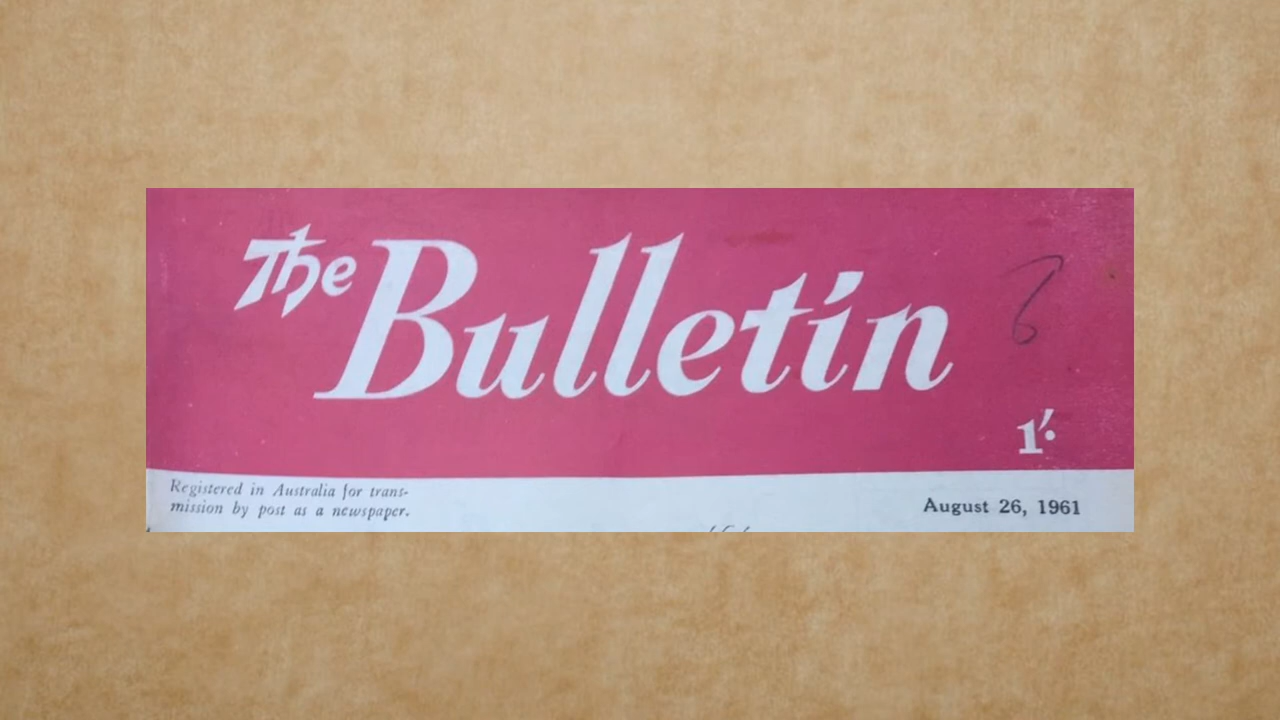 The Bulletin
1'.
Registered in Australia for trans-
mission by post as a newspaper.
August 26, 1961